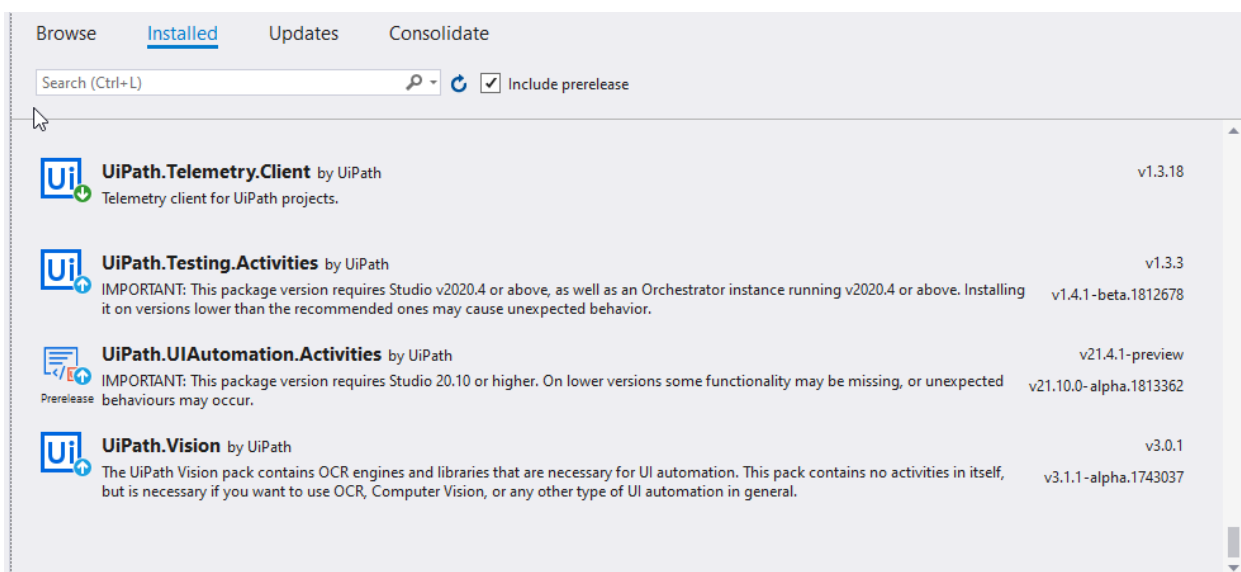 Browse Installed Updates Consolidate
Search (Ctrl+L) Include prerelease
Ui UiPath.Telemetry.Client by UiPath v1.3.18
Telemetry client for UiPath projects.
Ui UiPath.Testing.Activities by UiPath v1.3.3
IMPORTANT: This package version requires Studio v2020.4 or above, as well as an Orchestrator instance running v2020.4 or above. Installing v1.4.1-beta.1812678
it on versions lower than the recommended ones may cause unexpected behavior.
UiPath.UIAutomation.Activities by UiPath v21.4.1-preview
IMPORTANT: This package version requires Studio 20.10 or higher. On lower versions some functionality may be missing, or unexpected v21.10.0-alpha.1813362
Prerelease behaviours may occur.
Ui UiPath.Vision by UiPath v3.0.1
The UiPath Vision pack contains OCR engines and libraries that are necessary for UI automation. This pack contains no activities in itself, v3.1.1-alpha.1743037
but is necessary if you want to use OCR, Computer Vision, or any other type of UI automation in general.